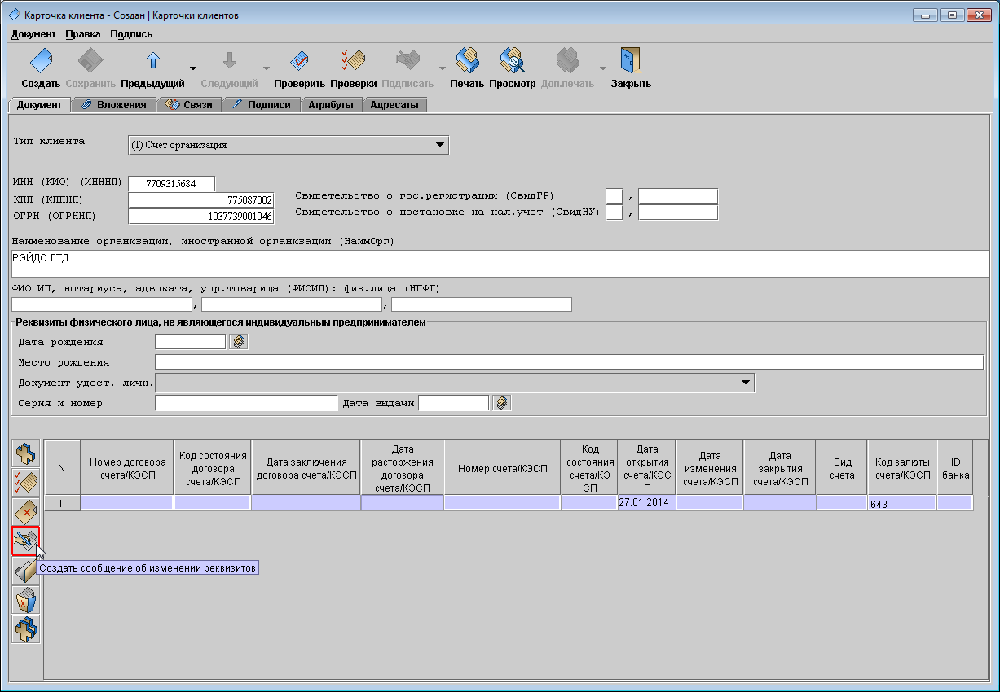 Карточка клиента - Создан | Карточки клиентов
Документ Правка Подпись
Создать Сохранить Предыдущий Следующий Проверить Проверки Подписать Печать Просмотр Доп.печать Закрыть
Документ Вложения Связи Подписи Атрибуты Адресаты
Тип клиента (1) Счет организация
ИНН (КИО) (ИНННП) 7709315684
КПП (КППНП) 775087002 Свидетельство о гос.регистрации (СвидГР) ,
ОГРН (ОГРННП) 1037739001046 Свидетельство о постановке на нал.учет (СвидНУ) ,
Наименование организации, иностранной организации (НаимОрг)
РЭЙДС ЛТД
ФИО ИП, нотариуса, адвоката, упр.товарища (ФИОИП); физ.лица (НПФЛ)
, ,
Реквизиты физического лица, не являющегося индивидуальным предпринимателем
Дата рождения
Место рождения
Документ удост. личн.
Серия и номер Дата выдачи
N
Номер договора
счета/КЭСП
Код состояния
договора
счета/КЭСП
Дата заключения
договора счета/КЭСП
Дата
расторжения
договора
счета/КЭСП
Номер счета/КЭСП
Код
состояния
счета/КЭ
СП
Дата
открытия
счета/КЭС
П
Дата
изменения
счета/КЭСП
Дата
закрытия
счета/КЭСП
Вид
счета
Код валюты
счета/КЭСП
ID
банка
1 27.01.2014 643
Создать сообщение об изменении реквизитов